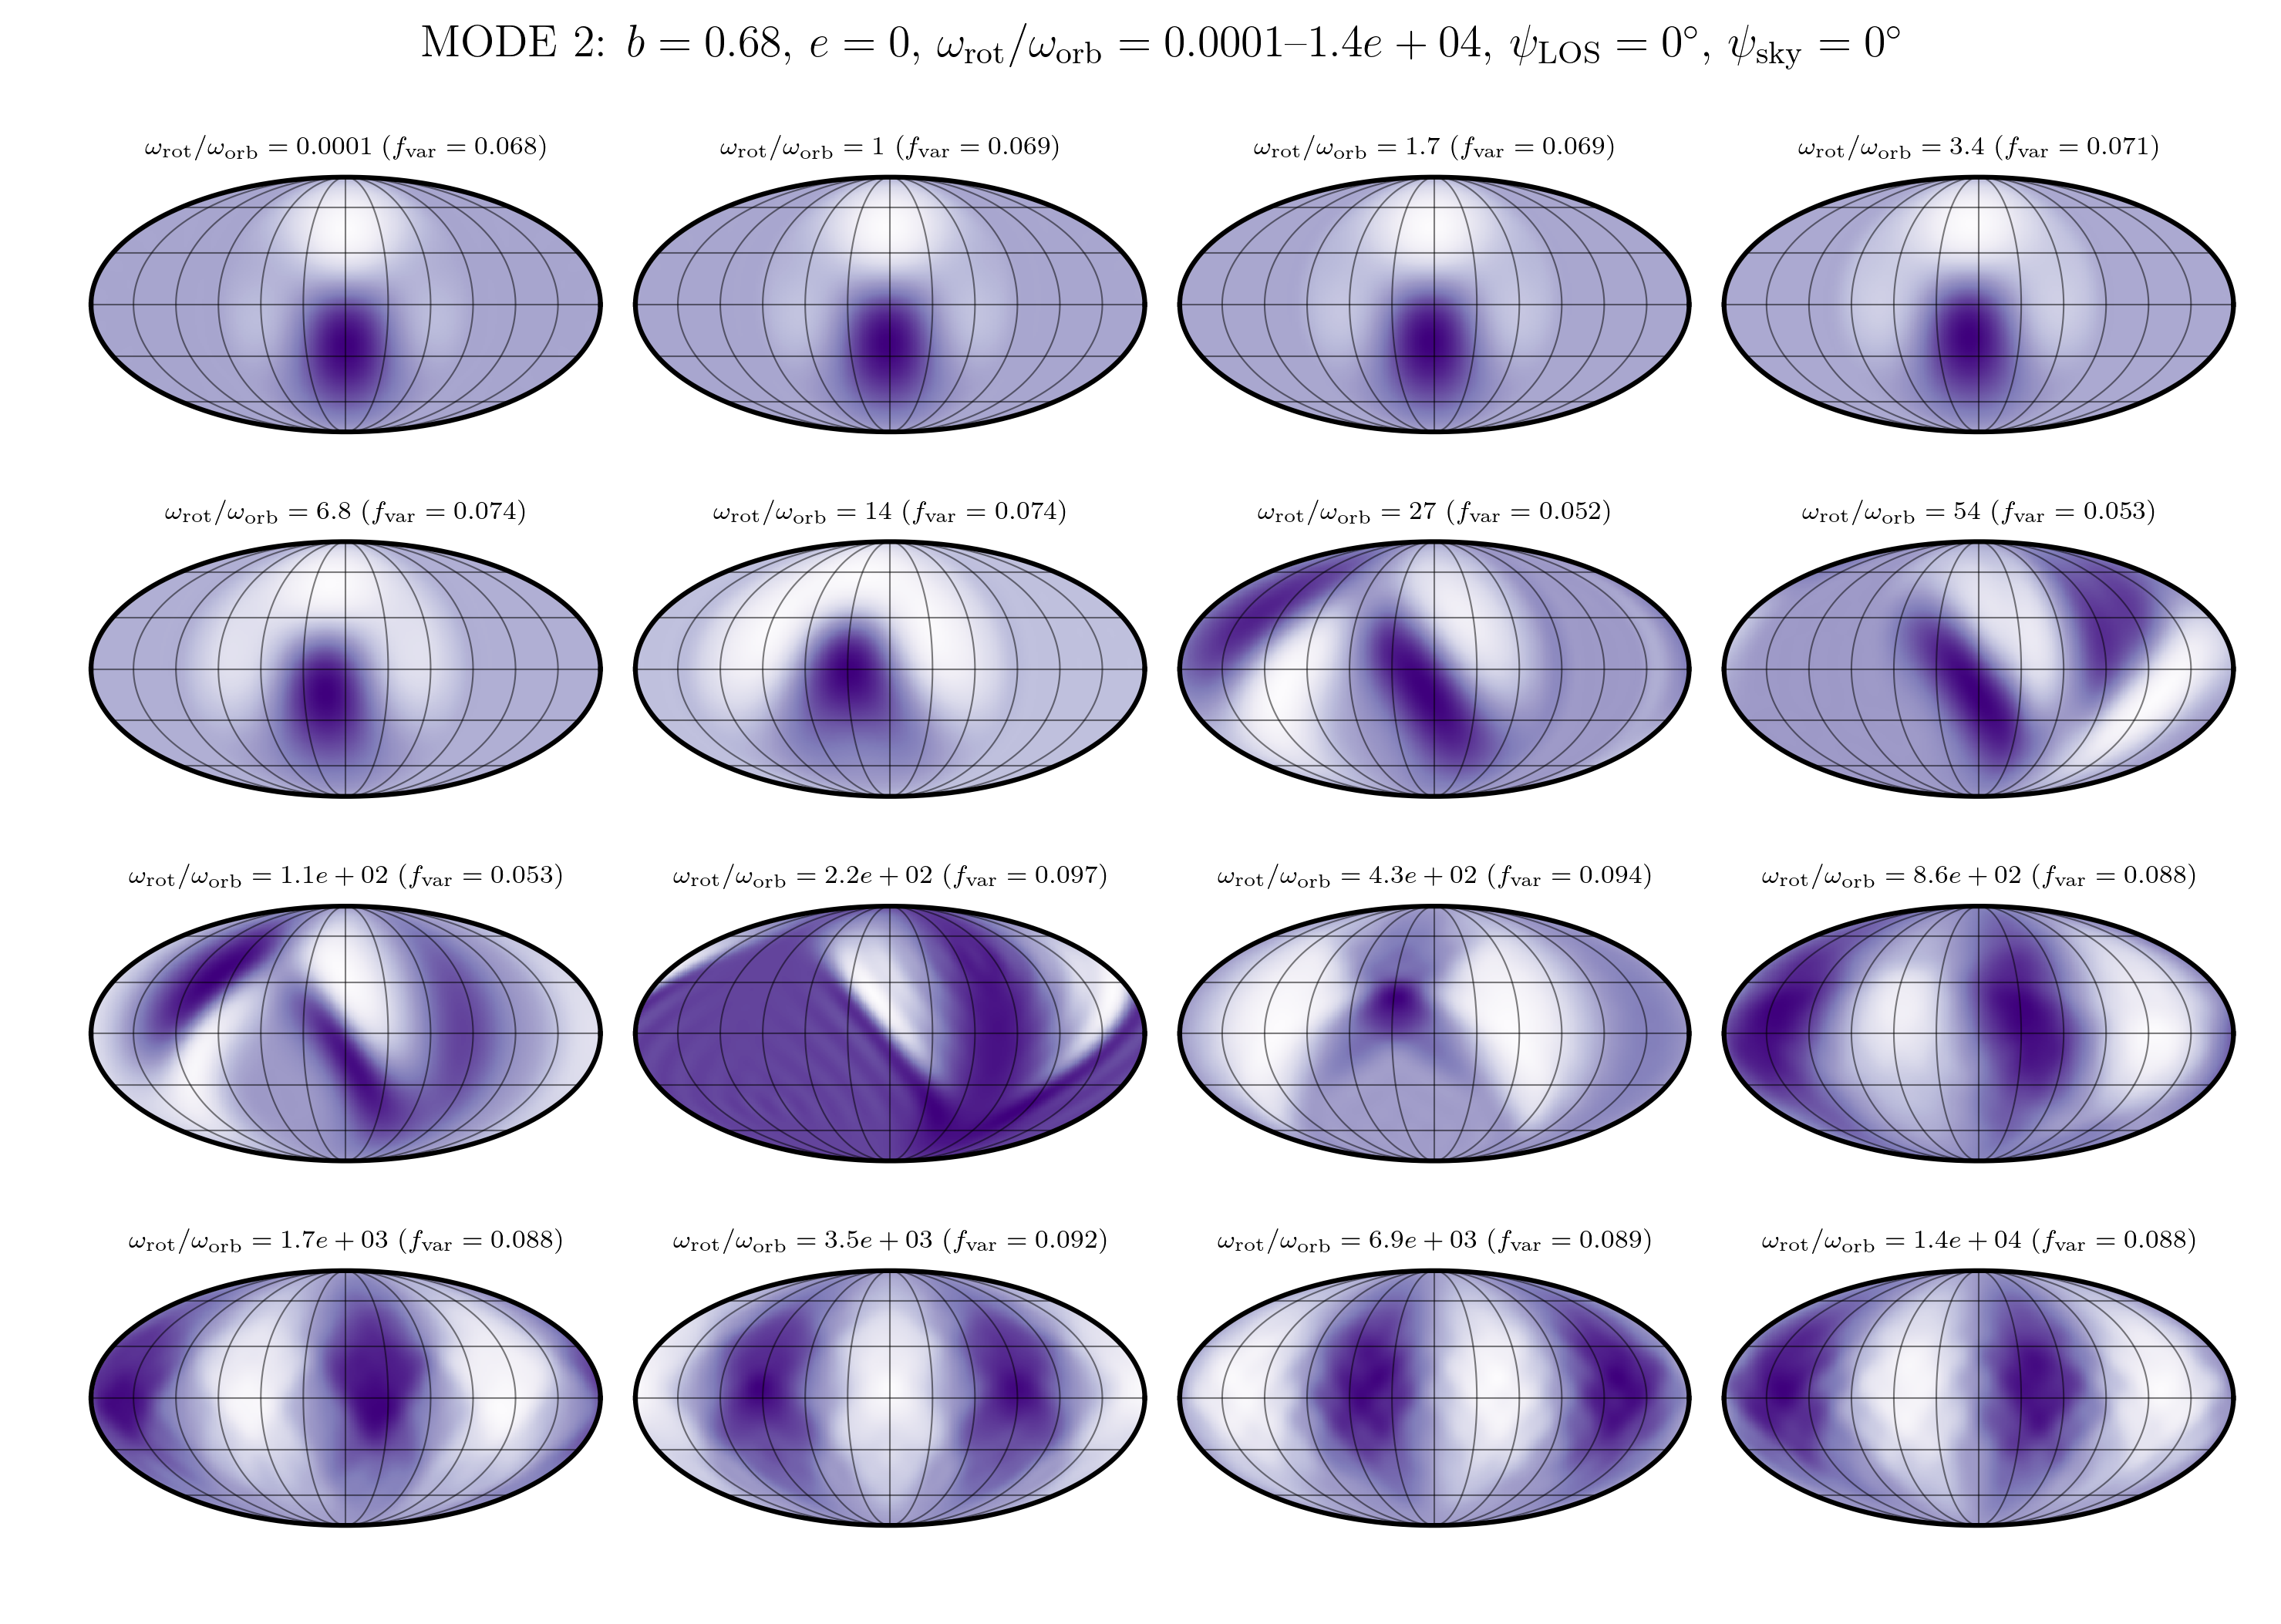 MODE 2: b = 0.68, e = 0, ω_rot/ω_orb = 0.0001–1.4e + 04, ψ_LOS = 0°, ψ_sky = 0°
ω_rot/ω_orb = 0.0001 (f_var = 0.068)
ω_rot/ω_orb = 1 (f_var = 0.069)
ω_rot/ω_orb = 1.7 (f_var = 0.069)
ω_rot/ω_orb = 3.4 (f_var = 0.071)
ω_rot/ω_orb = 6.8 (f_var = 0.074)
ω_rot/ω_orb = 14 (f_var = 0.074)
ω_rot/ω_orb = 27 (f_var = 0.052)
ω_rot/ω_orb = 54 (f_var = 0.053)
ω_rot/ω_orb = 1.1e + 02 (f_var = 0.053)
ω_rot/ω_orb = 2.2e + 02 (f_var = 0.097)
ω_rot/ω_orb = 4.3e + 02 (f_var = 0.094)
ω_rot/ω_orb = 8.6e + 02 (f_var = 0.088)
ω_rot/ω_orb = 1.7e + 03 (f_var = 0.088)
ω_rot/ω_orb = 3.5e + 03 (f_var = 0.092)
ω_rot/ω_orb = 6.9e + 03 (f_var = 0.089)
ω_rot/ω_orb = 1.4e + 04 (f_var = 0.088)